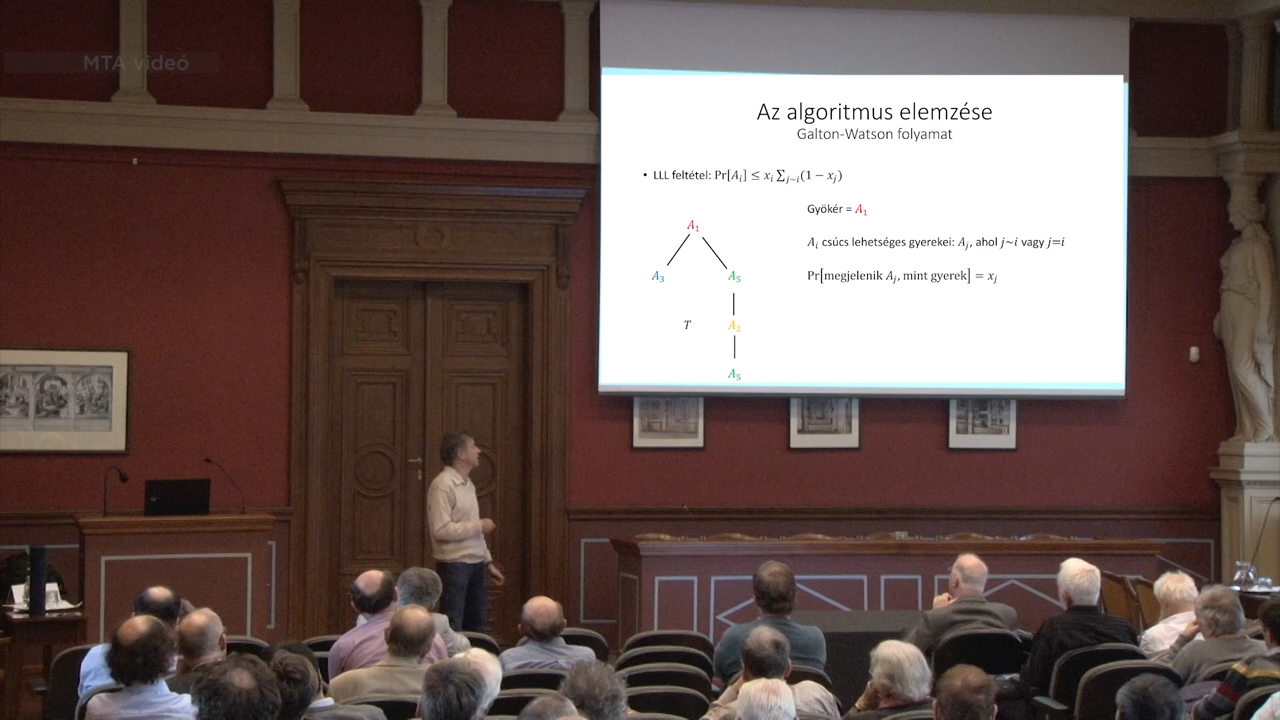 MTA videó
Az algoritmus elemzése
Galton-Watson folyamat
• LLL feltétel: Pr[A_i] ≤ x_i ∑_{j~i}(1 − x_j)
Gyökér = A_1
A_1
A_i csúcs lehetséges gyerekei: A_j, ahol j~i vagy j=i
A_3 A_5
Pr[megjelenik A_j, mint gyerek] = x_j
T A_2
A_5